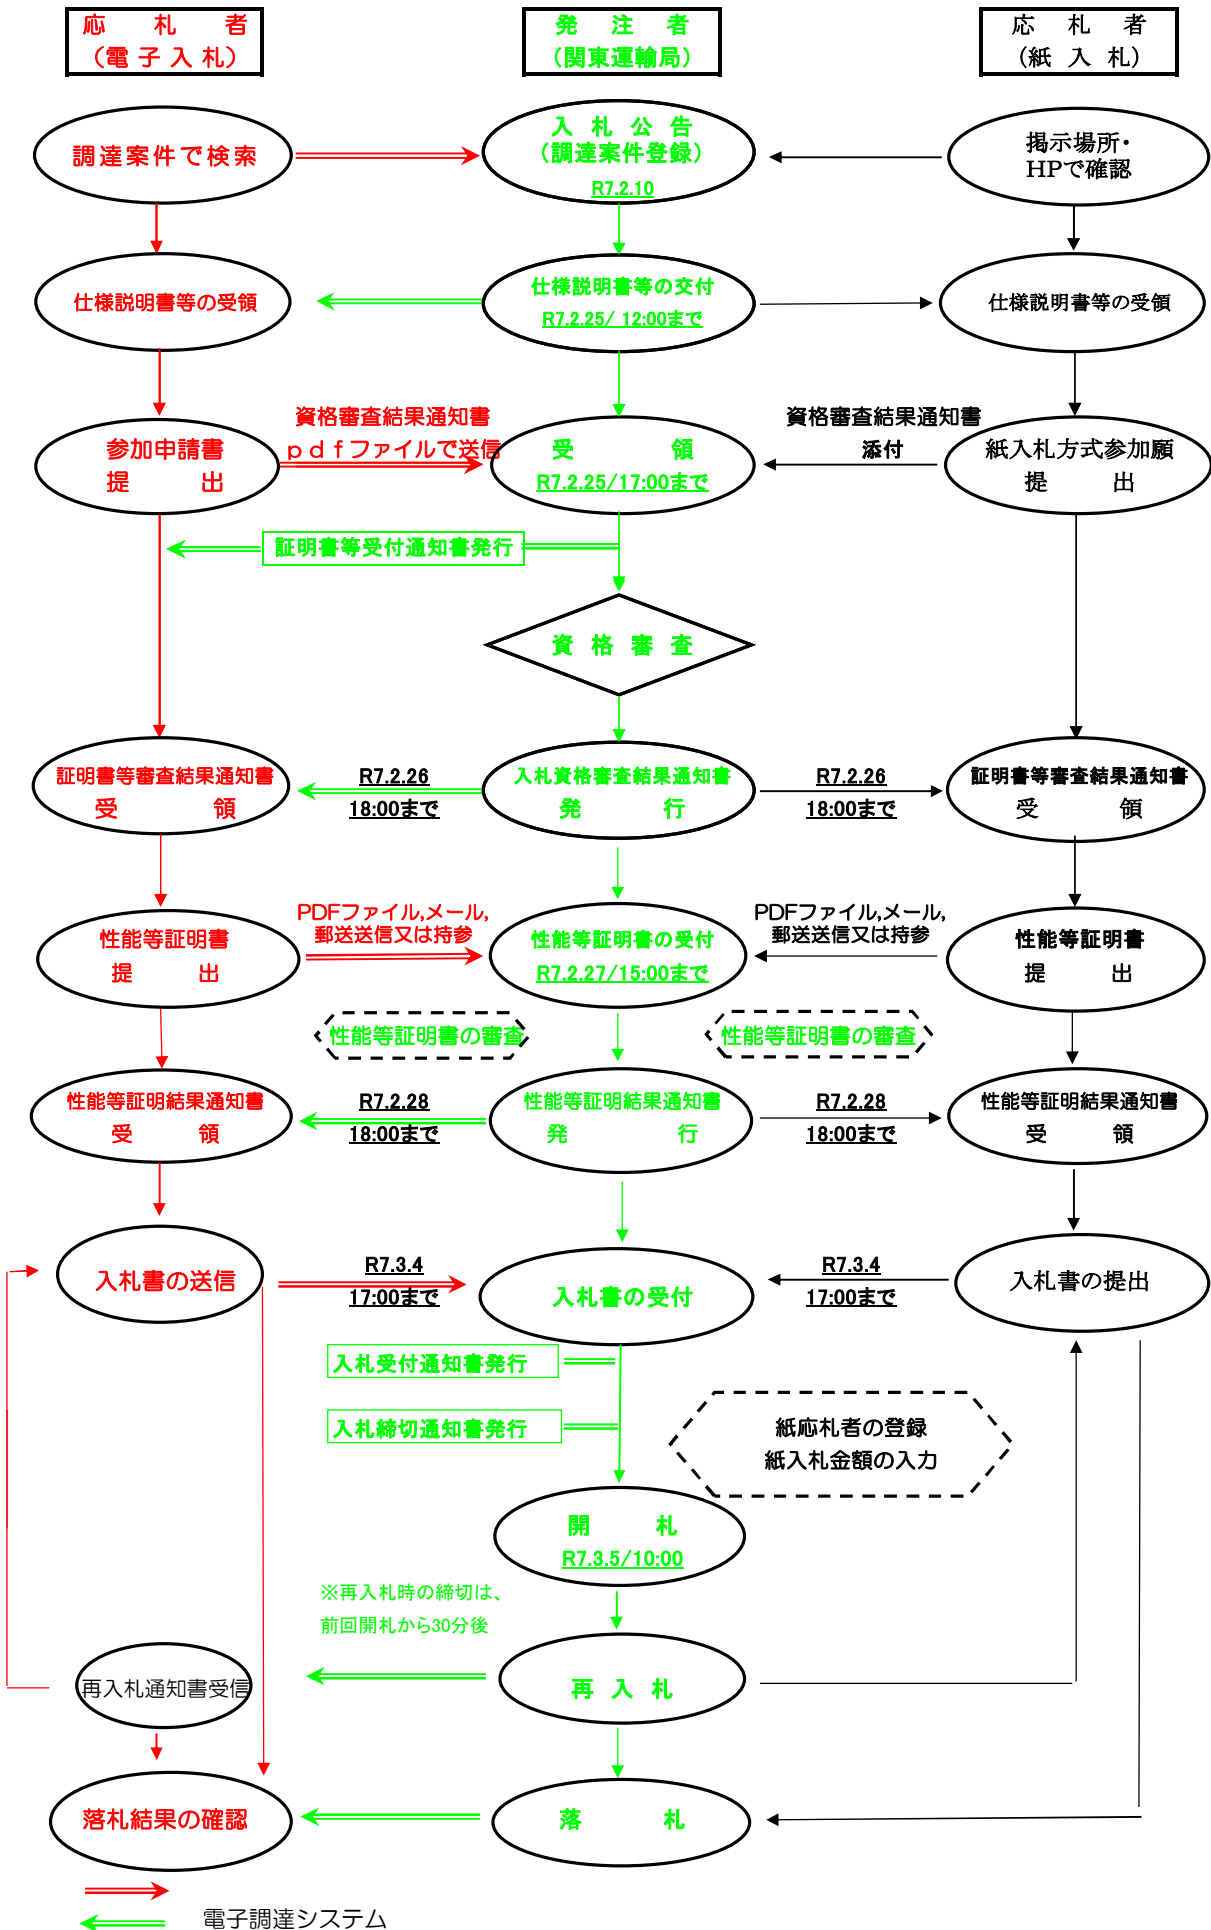 応 札 者
（電 子 入 札）
発 注 者
（関東運輸局）
応 札 者
（紙 入 札）
調達案件で検索
入 札 公 告
（調達案件登録）
R7.2.10
掲示場所・
HPで確認
仕様説明書等の受領
仕様説明書等の交付
R7.2.25/ 12:00まで
仕様説明書等の受領
参加申請書
提 出
資格審査結果通知書
ｐｄｆファイルで送信
受 領
R7.2.25/17:00まで
資格審査結果通知書
添付
紙入札方式参加願
提 出
証明書等受付通知書発行
資 格 審 査
証明書等審査結果通知書
受 領
R7.2.26
18:00まで
入札資格審査結果通知書
発 行
R7.2.26
18:00まで
証明書等審査結果通知書
受 領
性能等証明書
提 出
PDFファイル,メール,
郵送送信又は持参
性能等証明書の受付
R7.2.27/15:00まで
PDFファイル,メール,
郵送送信又は持参
性能等証明書
提 出
性能等証明書の審査
性能等証明書の審査
性能等証明結果通知書
受 領
R7.2.28
18:00まで
性能等証明結果通知書
発 行
R7.2.28
18:00まで
性能等証明結果通知書
受 領
入札書の送信
R7.3.4
17:00まで
入札書の受付
R7.3.4
17:00まで
入札書の提出
入札受付通知書発行
入札締切通知書発行
紙応札者の登録
紙入札金額の入力
開 札
R7.3.5/10:00
※再入札時の締切は、
前回開札から30分後
再入札通知書受信
再 入 札
落札結果の確認
落 札
電子調達システム